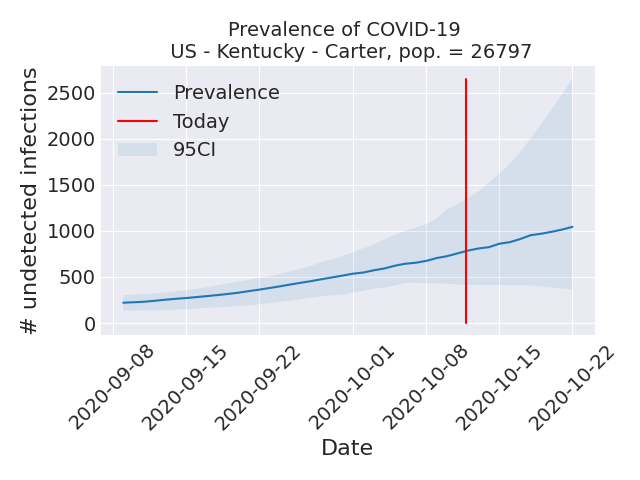 Prevalence of COVID-19
US - Kentucky - Carter, pop. = 26797
# undetected infections
2500
2000
1500
1000
500
0
Prevalence
Today
95CI
2020-09-08
2020-09-15
2020-09-22
2020-10-01
2020-10-08
2020-10-15
2020-10-22
Date